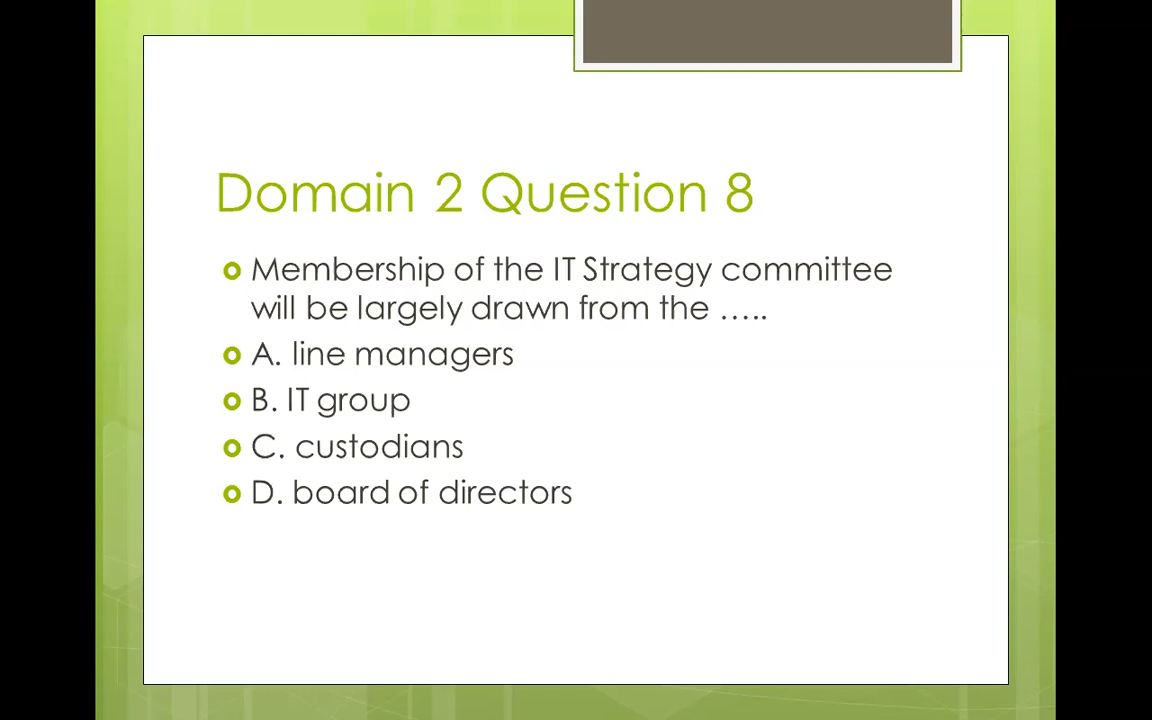 Domain 2 Question 8
Membership of the IT Strategy committee
will be largely drawn from the …..
A. line managers
B. IT group
C. custodians
D. board of directors